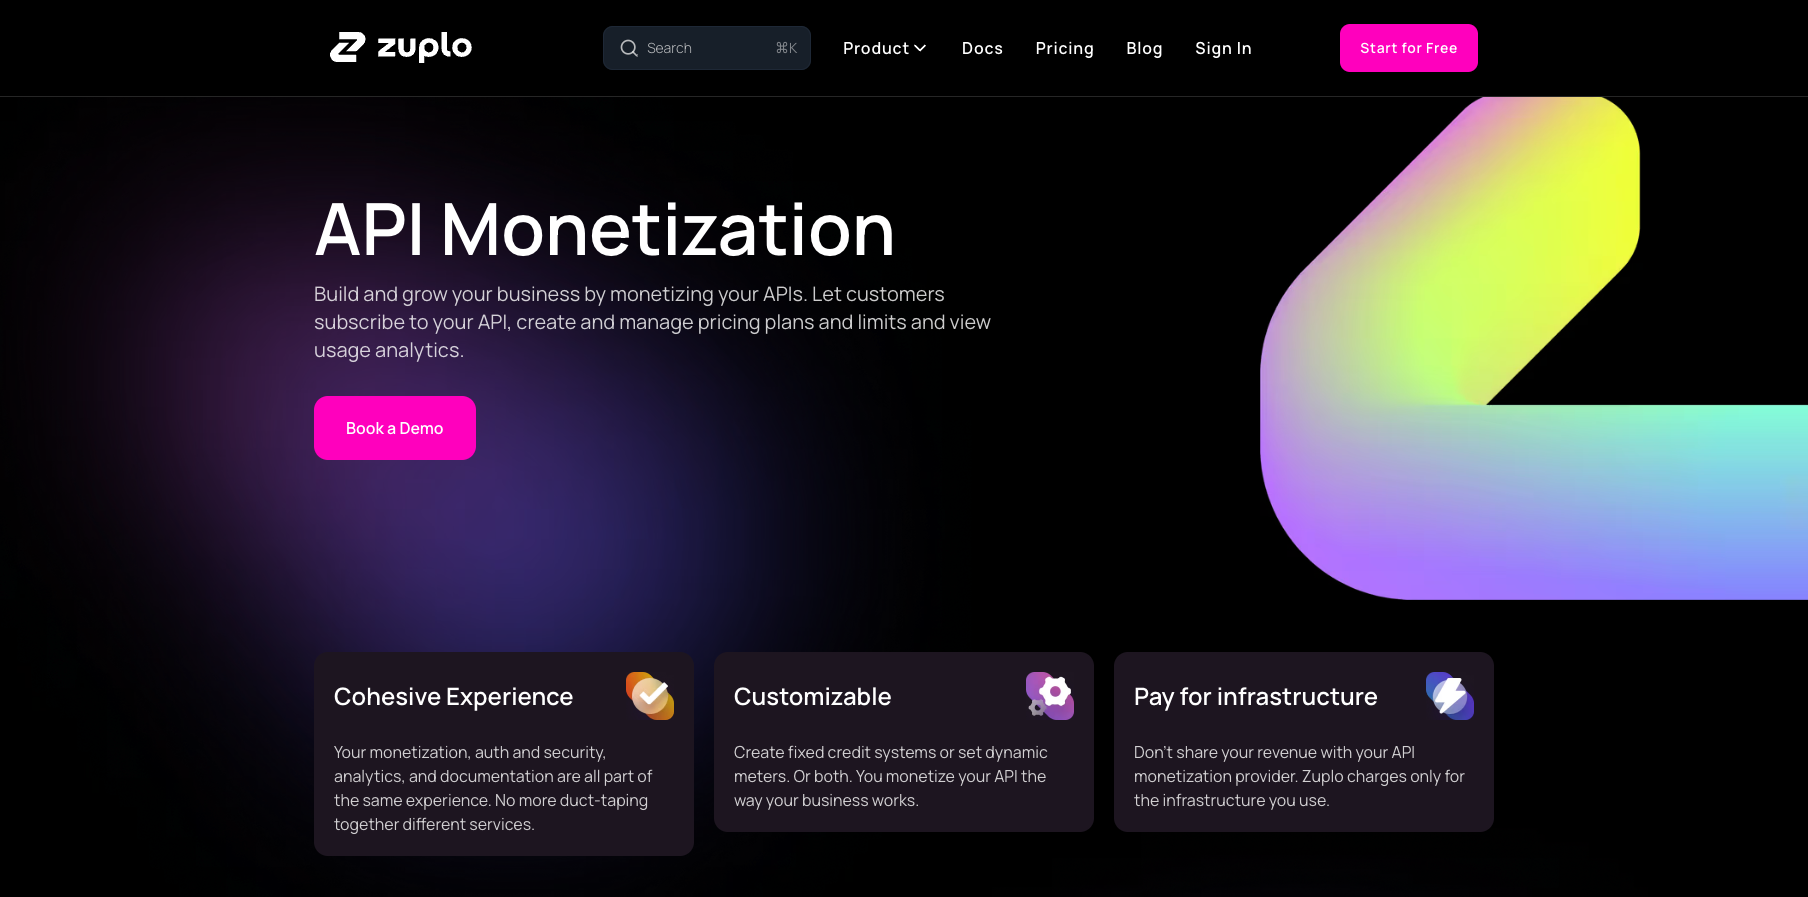 zuplo
Search ⌘K
Product
Docs
Pricing
Blog
Sign In
Start for Free
API Monetization
Build and grow your business by monetizing your APIs. Let customers
subscribe to your API, create and manage pricing plans and limits and view
usage analytics.
Book a Demo
Cohesive Experience
Your monetization, auth and security,
analytics, and documentation are all part of
the same experience. No more duct-taping
together different services.
Customizable
Create fixed credit systems or set dynamic
meters. Or both. You monetize your API the
way your business works.
Pay for infrastructure
Don't share your revenue with your API
monetization provider. Zuplo charges only for
the infrastructure you use.